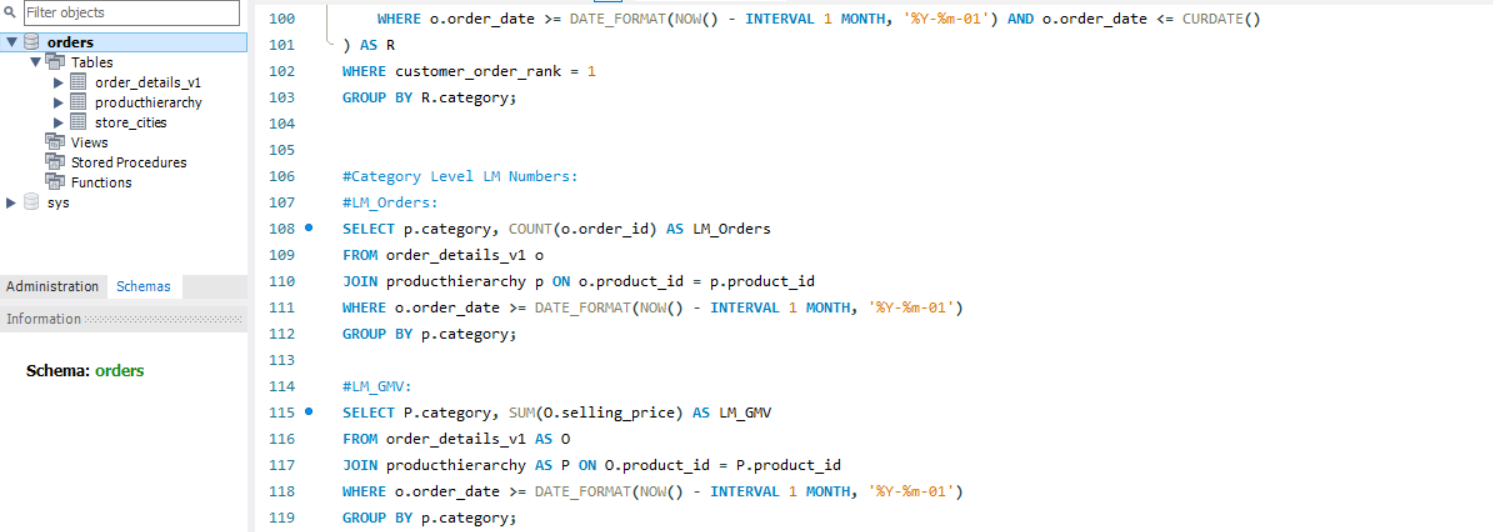 Filter objects
orders
Tables
order_details_v1
producthierarchy
store_cities
Views
Stored Procedures
Functions
sys
Administration Schemas
Information
Schema: orders
100 WHERE o.order_date >= DATE_FORMAT(NOW() - INTERVAL 1 MONTH, '%Y-%m-01') AND o.order_date <= CURDATE()
101 ) AS R
102 WHERE customer_order_rank = 1
103 GROUP BY R.category;
104
105
106 #Category Level LM Numbers:
107 #LM_Orders:
108 SELECT p.category, COUNT(o.order_id) AS LM_Orders
109 FROM order_details_v1 o
110 JOIN producthierarchy p ON o.product_id = p.product_id
111 WHERE o.order_date >= DATE_FORMAT(NOW() - INTERVAL 1 MONTH, '%Y-%m-01')
112 GROUP BY p.category;
113
114 #LM_GMV:
115 SELECT P.category, SUM(O.selling_price) AS LM_GMV
116 FROM order_details_v1 AS O
117 JOIN producthierarchy AS P ON O.product_id = P.product_id
118 WHERE o.order_date >= DATE_FORMAT(NOW() - INTERVAL 1 MONTH, '%Y-%m-01')
119 GROUP BY p.category;